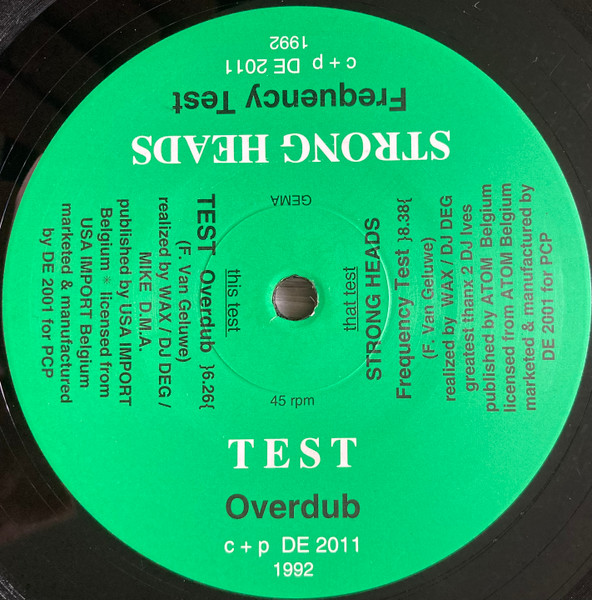 STRONG HEADS
Frequency Test
c + p DE 2011
1992
GEMA
this test
TEST Overdub }6.26{
(F. Van Geluwe)
realized by WAX / DJ DEG /
MIKE D.M.A.
published by USA IMPORT
Belgium * licensed from
USA IMPORT Belgium
marketed & manufactured
by DE 2001 for PCP
that test
STRONG HEADS
Frequency Test }8.38{
(F. Van Geluwe)
realized by WAX / DJ DEG
greatest thanx 2 DJ Ives
published by ATOM Belgium
licensed from ATOM Belgium
marketed & manufactured by
DE 2001 for PCP
45 rpm
TEST
Overdub
c + p DE 2011
1992